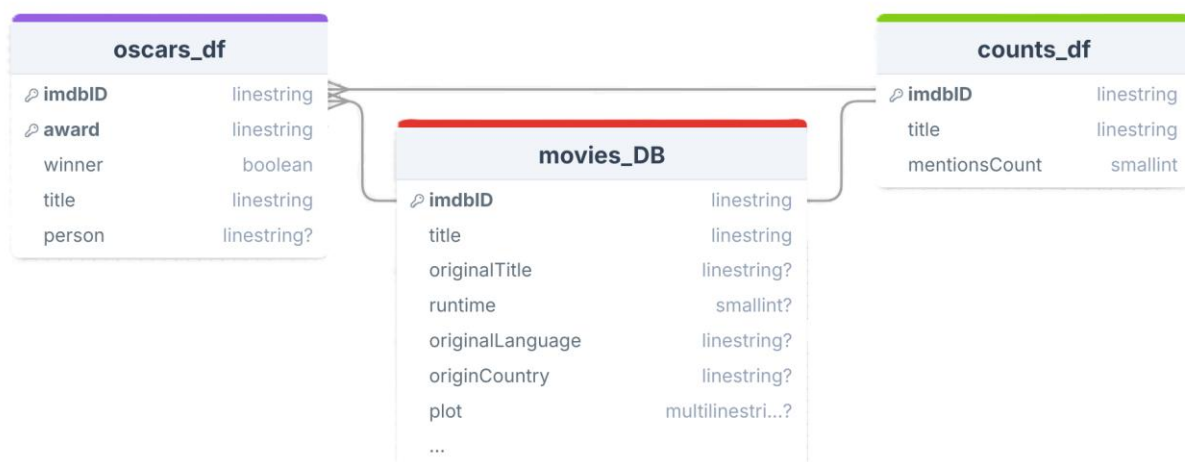 oscars_df
imdbID linestring
award linestring
winner boolean
title linestring
person linestring?
movies_DB
imdbID linestring
title linestring
originalTitle linestring?
runtime smallint?
originalLanguage linestring?
originCountry linestring?
plot multilinestri...?
...
counts_df
imdbID linestring
title linestring
mentionsCount smallint